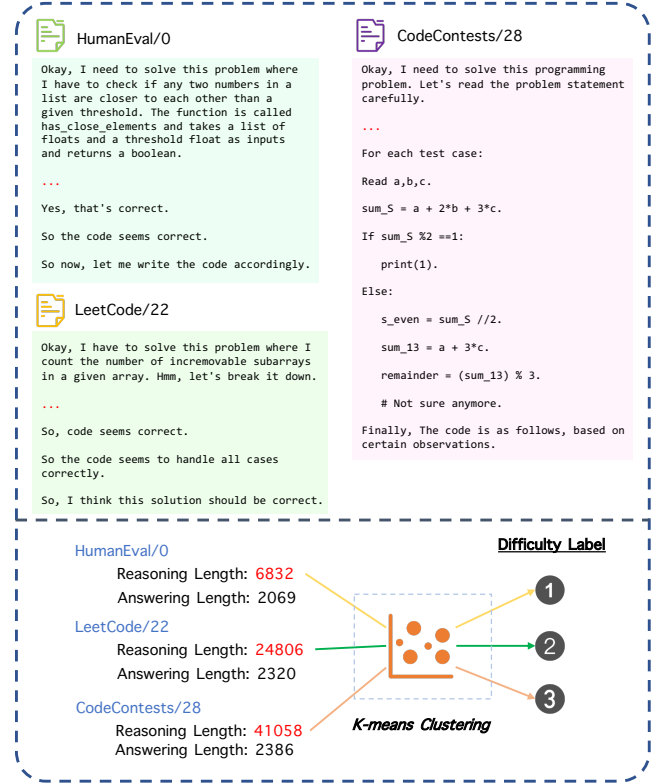 HumanEval/0
Okay, I need to solve this problem where
I have to check if any two numbers in a
list are closer to each other than a
given threshold. The function is called
has_close_elements and takes a list of
floats and a threshold float as inputs
and returns a boolean.
...
Yes, that's correct.
So the code seems correct.
So now, let me write the code accordingly.
LeetCode/22
Okay, I have to solve this problem where I
count the number of incremovable subarrays
in a given array. Hmm, let's break it down.
...
So, code seems correct.
So the code seems to handle all cases
correctly.
So, I think this solution should be correct.
CodeContests/28
Okay, I need to solve this programming
problem. Let's read the problem statement
carefully.
...
For each test case:
Read a,b,c.
sum_S = a + 2*b + 3*c.
If sum_S %2 ==1:
print(1).
Else:
s_even = sum_S //2.
sum_13 = a + 3*c.
remainder = (sum_13) % 3.
# Not sure anymore.
Finally, The code is as follows, based on
certain observations.
HumanEval/0
Reasoning Length: 6832
Answering Length: 2069
LeetCode/22
Reasoning Length: 24806
Answering Length: 2320
CodeContests/28
Reasoning Length: 41058
Answering Length: 2386
K-means Clustering
Difficulty Label
1
2
3